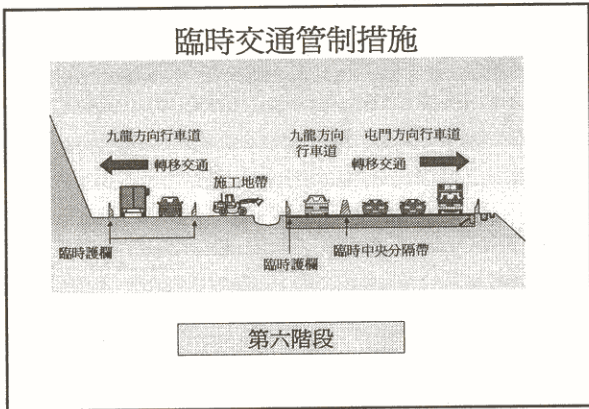 臨時交通管制措施
九龍方向行車道
九龍方向
行車道
屯門方向行車道
轉移交通
轉移交通
施工地帶
臨時護欄
臨時護欄
臨時中央分隔帶
第六階段